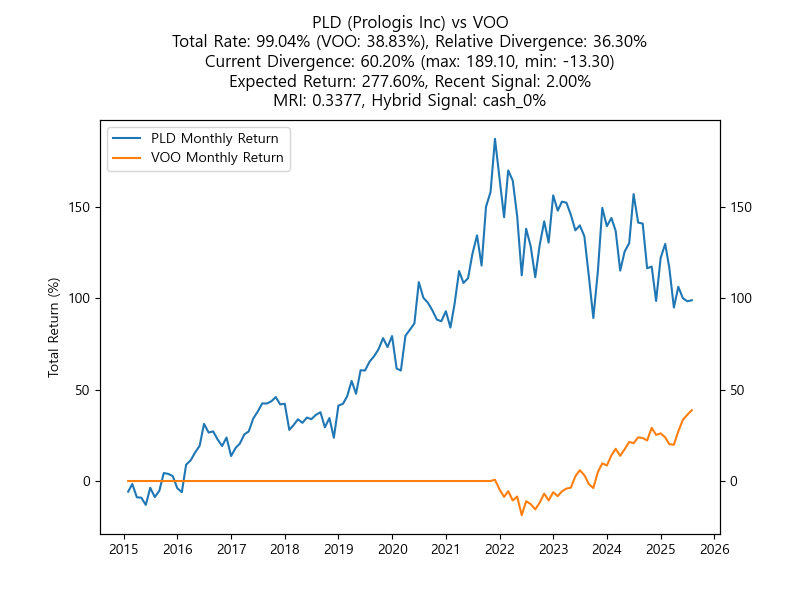 PLD (Prologis Inc) vs VOO
Total Rate: 99.04% (VOO: 38.83%), Relative Divergence: 36.30%
Current Divergence: 60.20% (max: 189.10, min: -13.30)
Expected Return: 277.60%, Recent Signal: 2.00%
MRI: 0.3377, Hybrid Signal: cash_0%
PLD Monthly Return
VOO Monthly Return
150
150
100
100
50
50
0
0
Total Return (%)
2015 2016 2017 2018 2019 2020 2021 2022 2023 2024 2025 2026